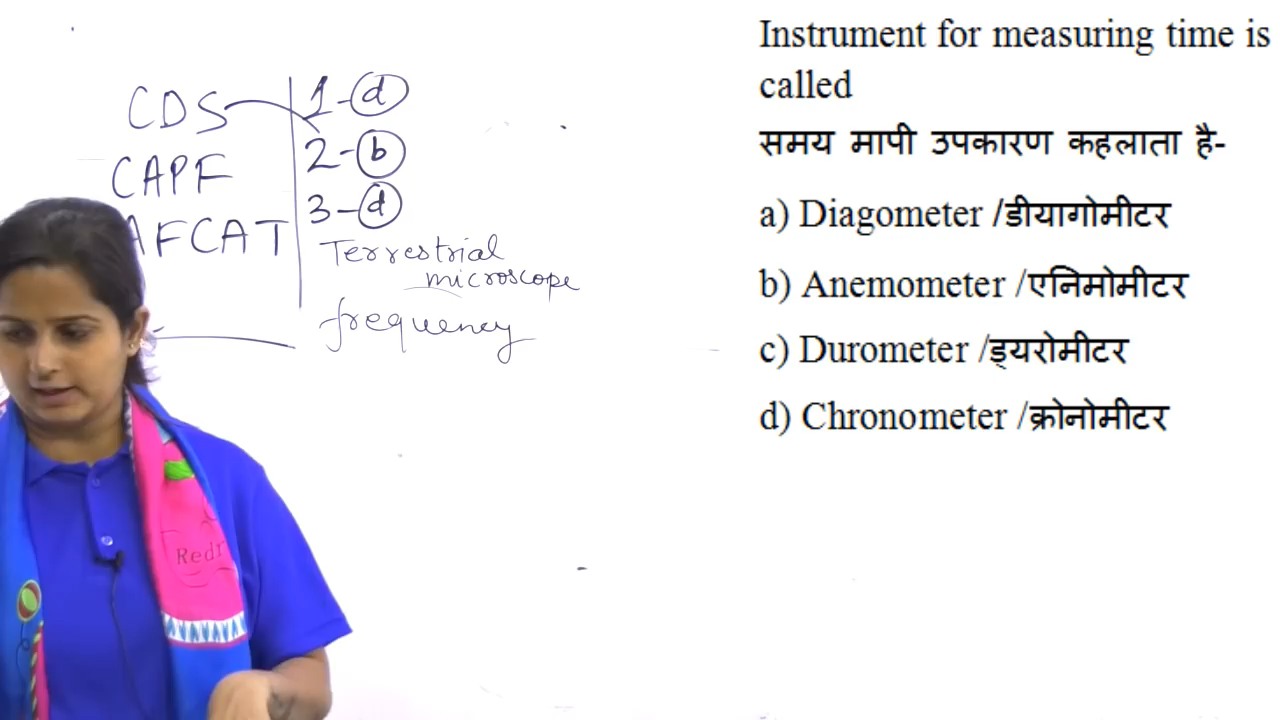 CDS
CAPF
AFCAT
1-d
2-b
3-d
Terrestrial
microscope
frequency
Redr
Instrument for measuring time is
called
समय मापी उपकारण कहलाता है-
a) Diagometer /डीयागोमीटर
b) Anemometer /एनिमोमीटर
c) Durometer /ड्यरोमीटर
d) Chronometer /क्रोनोमीटर